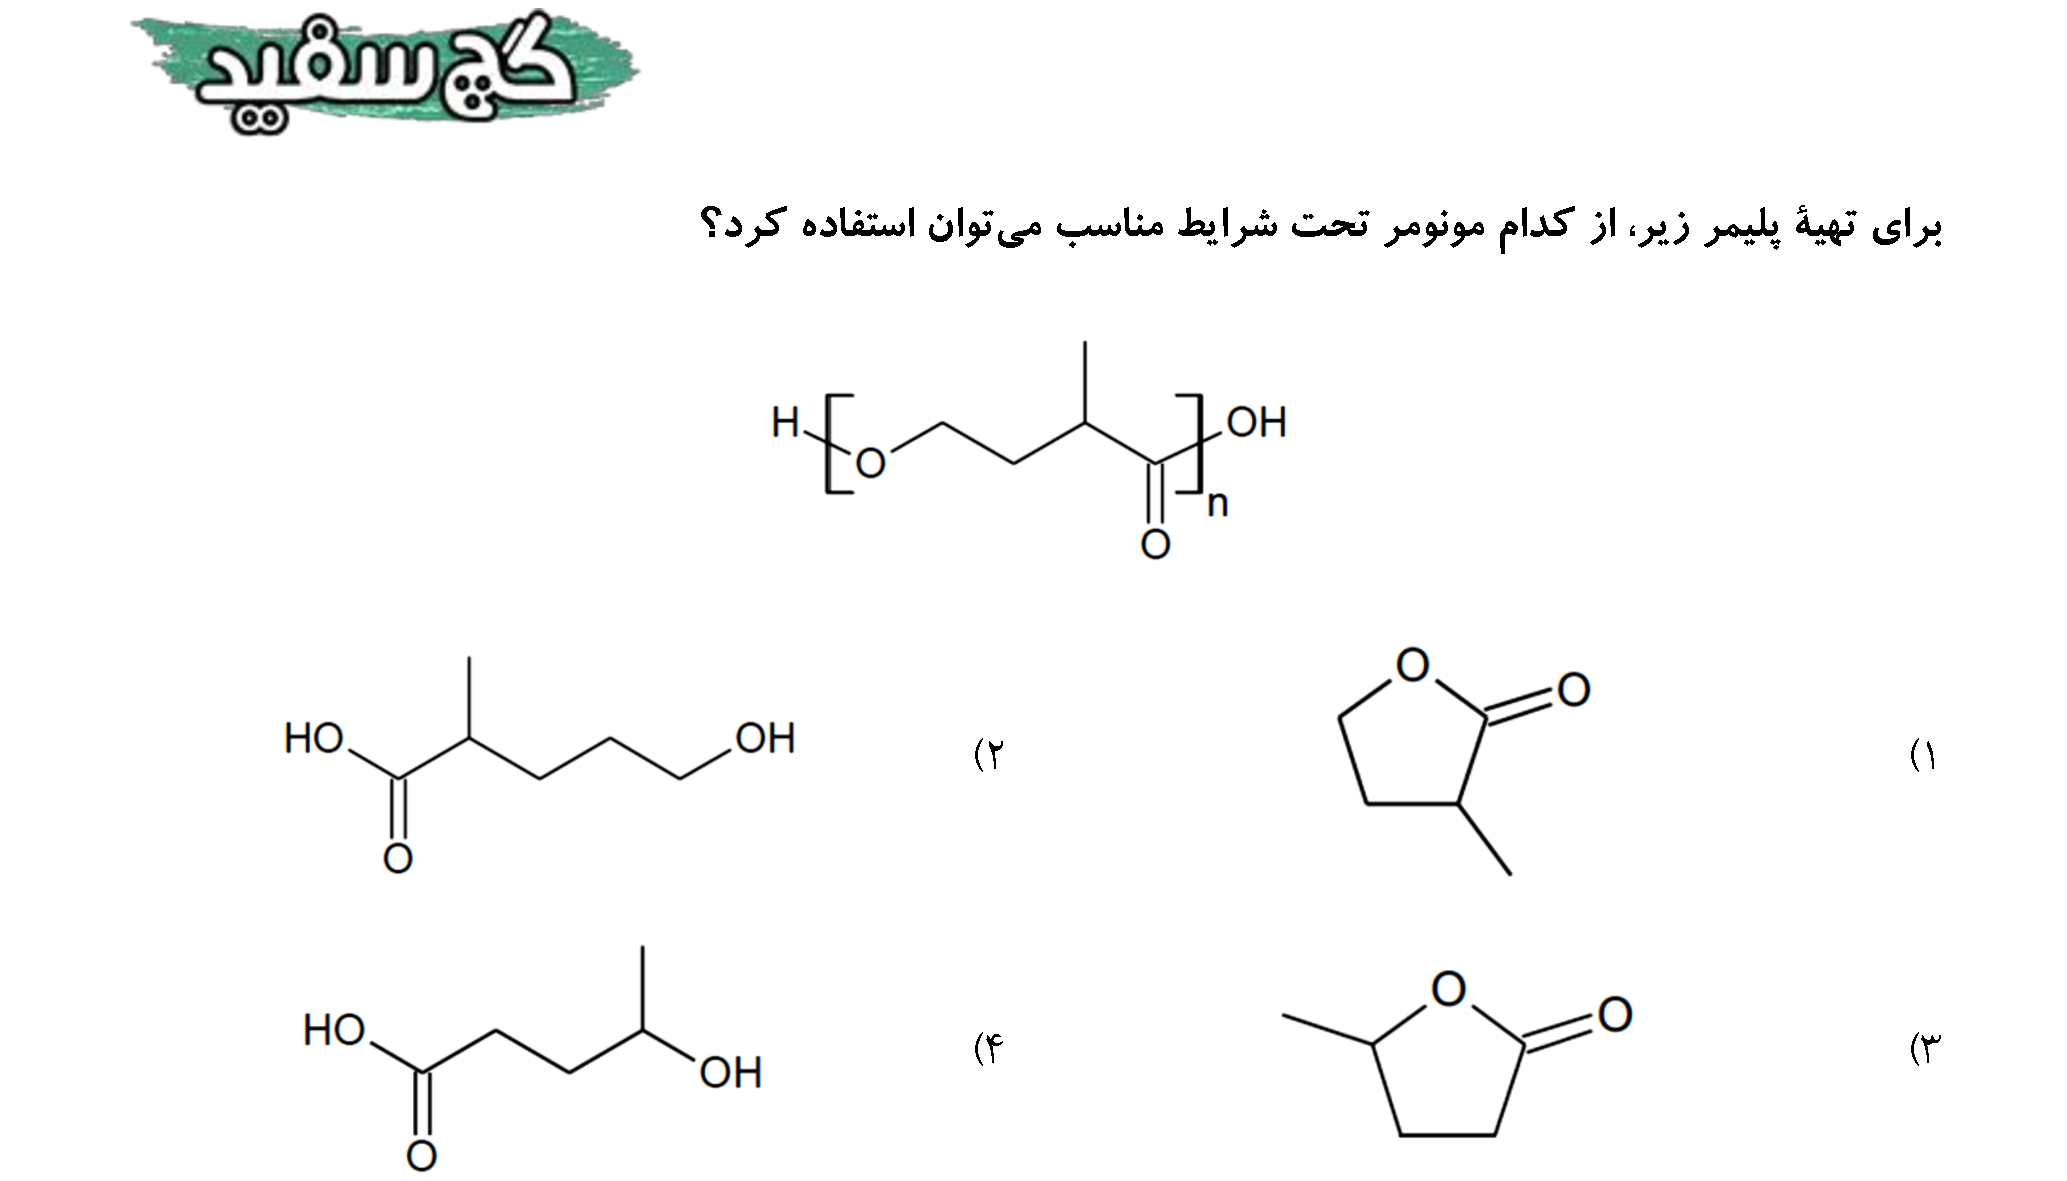 گچ سفید
برای تهیهٔ پلیمر زیر، از کدام مونومر تحت شرایط مناسب می‌توان استفاده کرد؟
H O O n OH
۱) O O
۲) HO O OH
۳) O O
۴) HO O OH